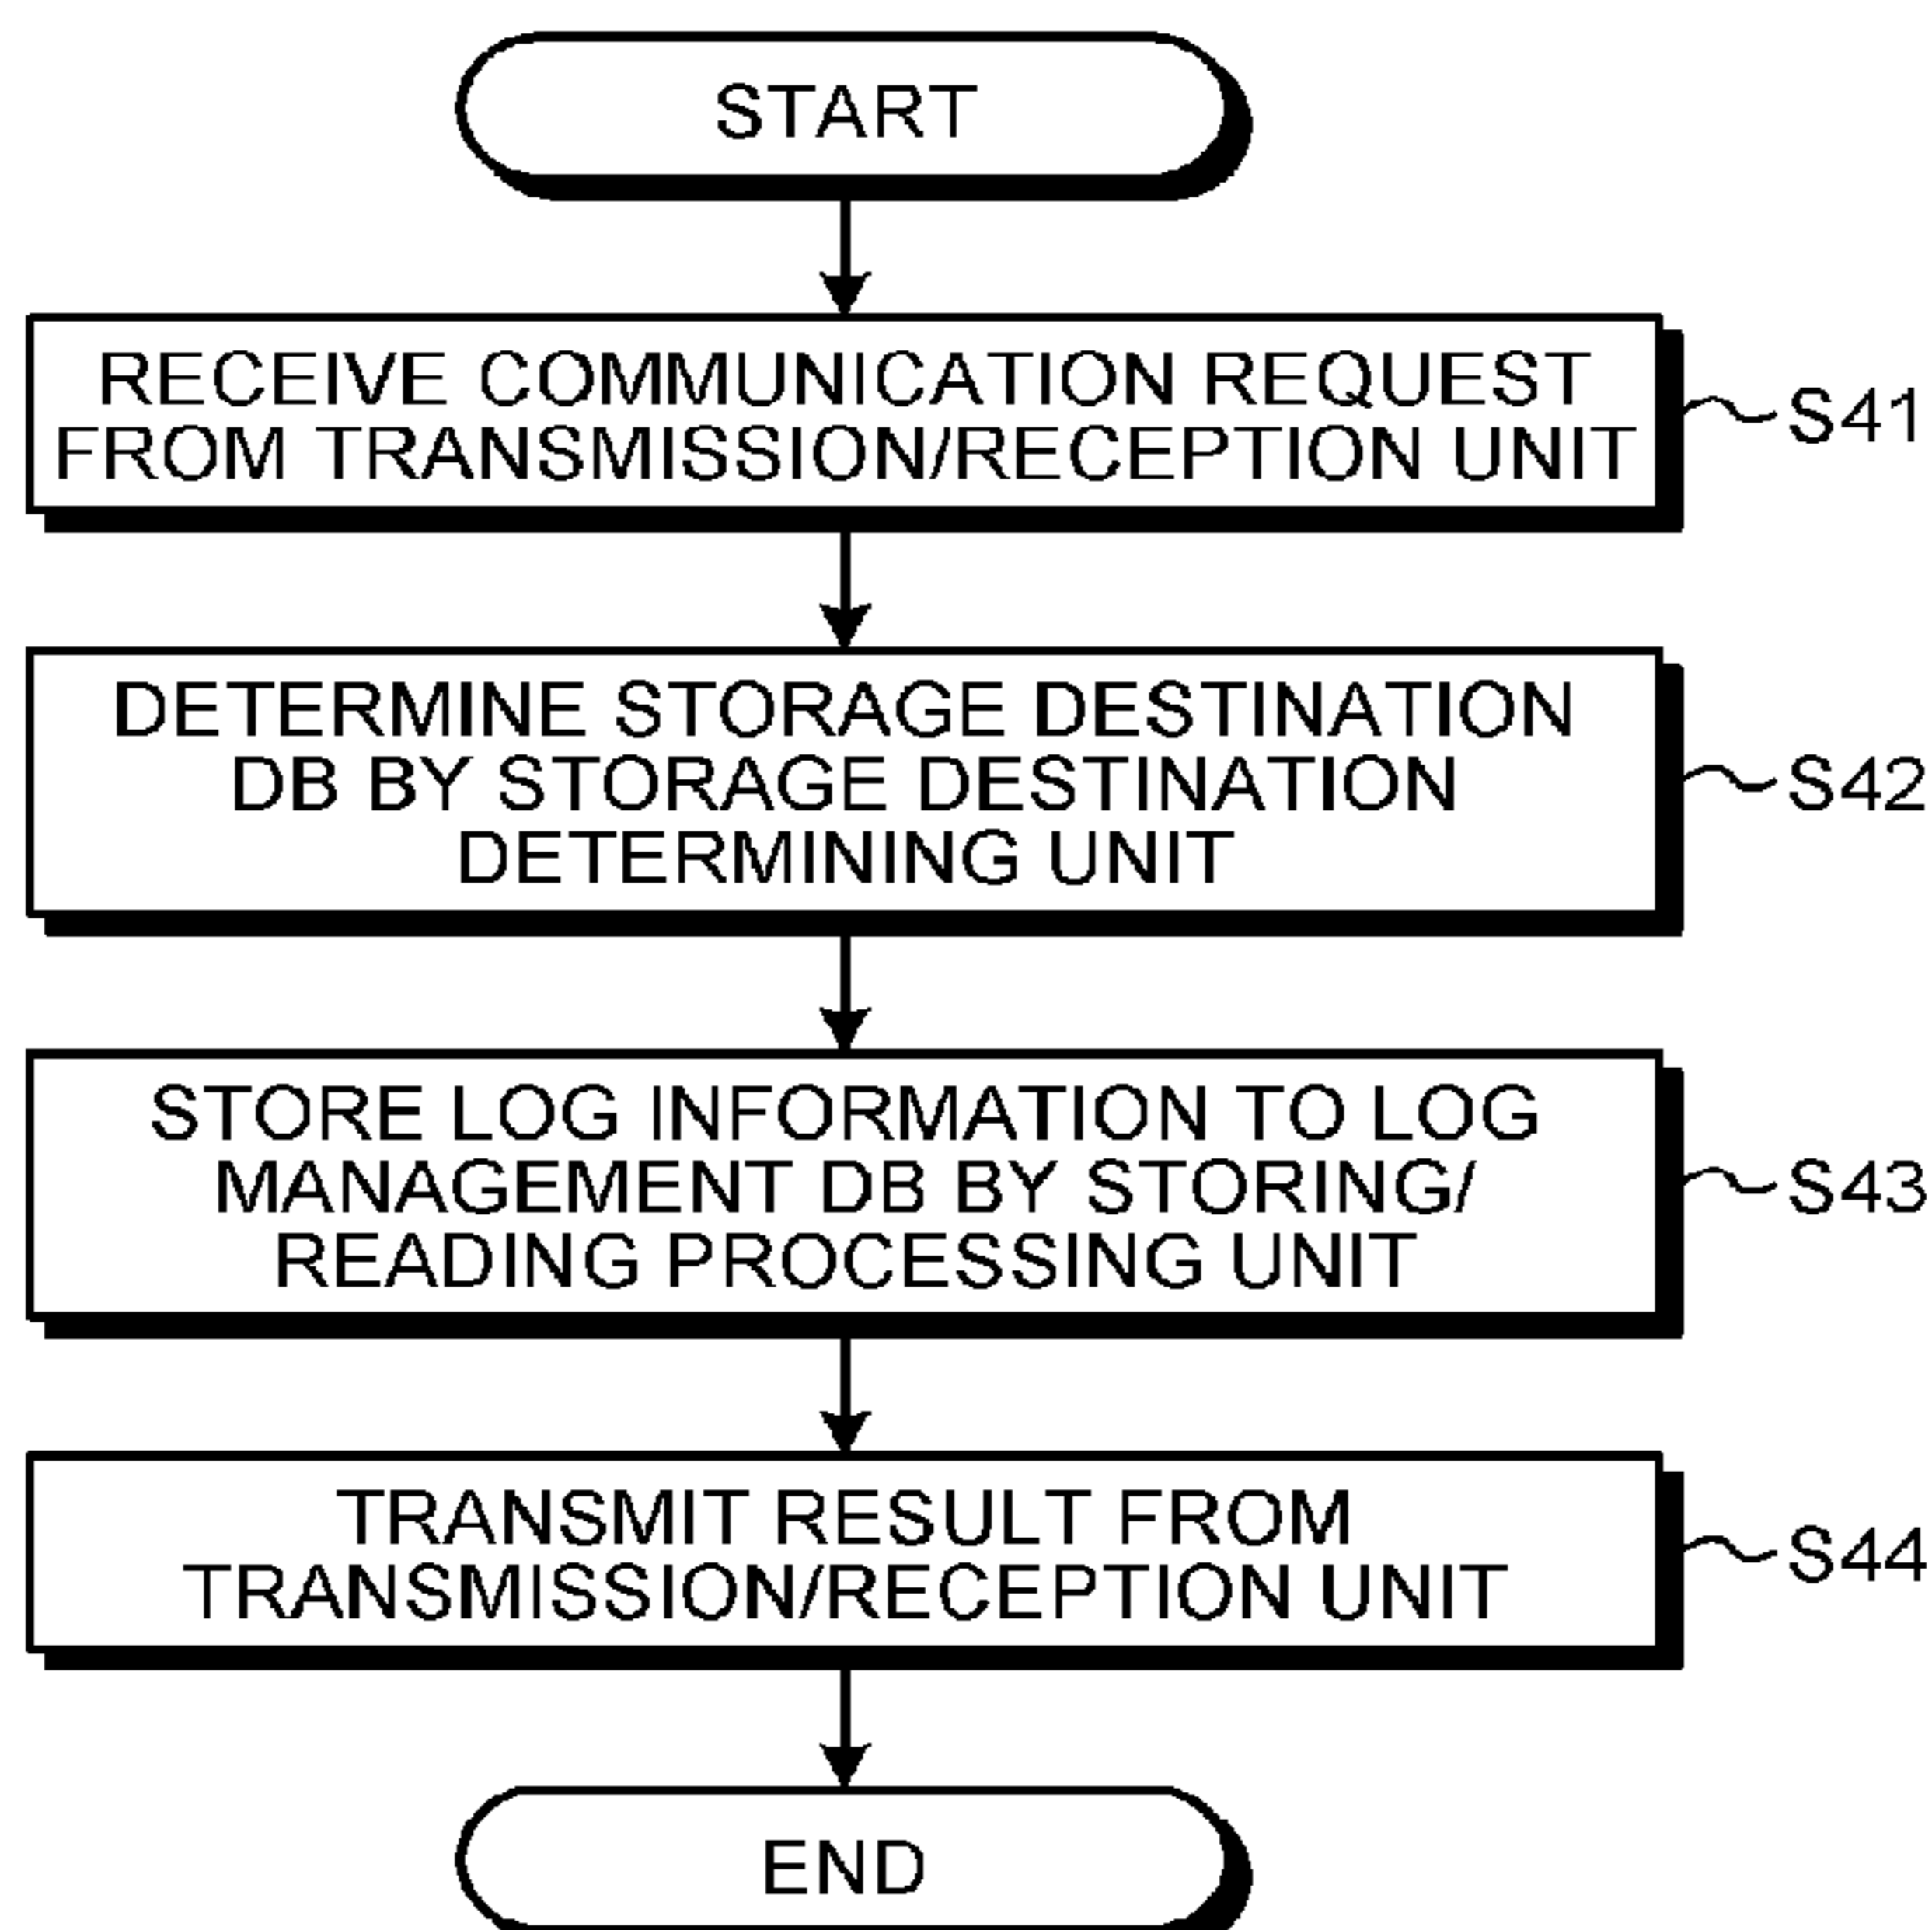 START
RECEIVE COMMUNICATION REQUEST
FROM TRANSMISSION/RECEPTION UNIT
S41
DETERMINE STORAGE DESTINATION
DB BY STORAGE DESTINATION
DETERMINING UNIT
S42
STORE LOG INFORMATION TO LOG
MANAGEMENT DB BY STORING/
READING PROCESSING UNIT
S43
TRANSMIT RESULT FROM
TRANSMISSION/RECEPTION UNIT
S44
END